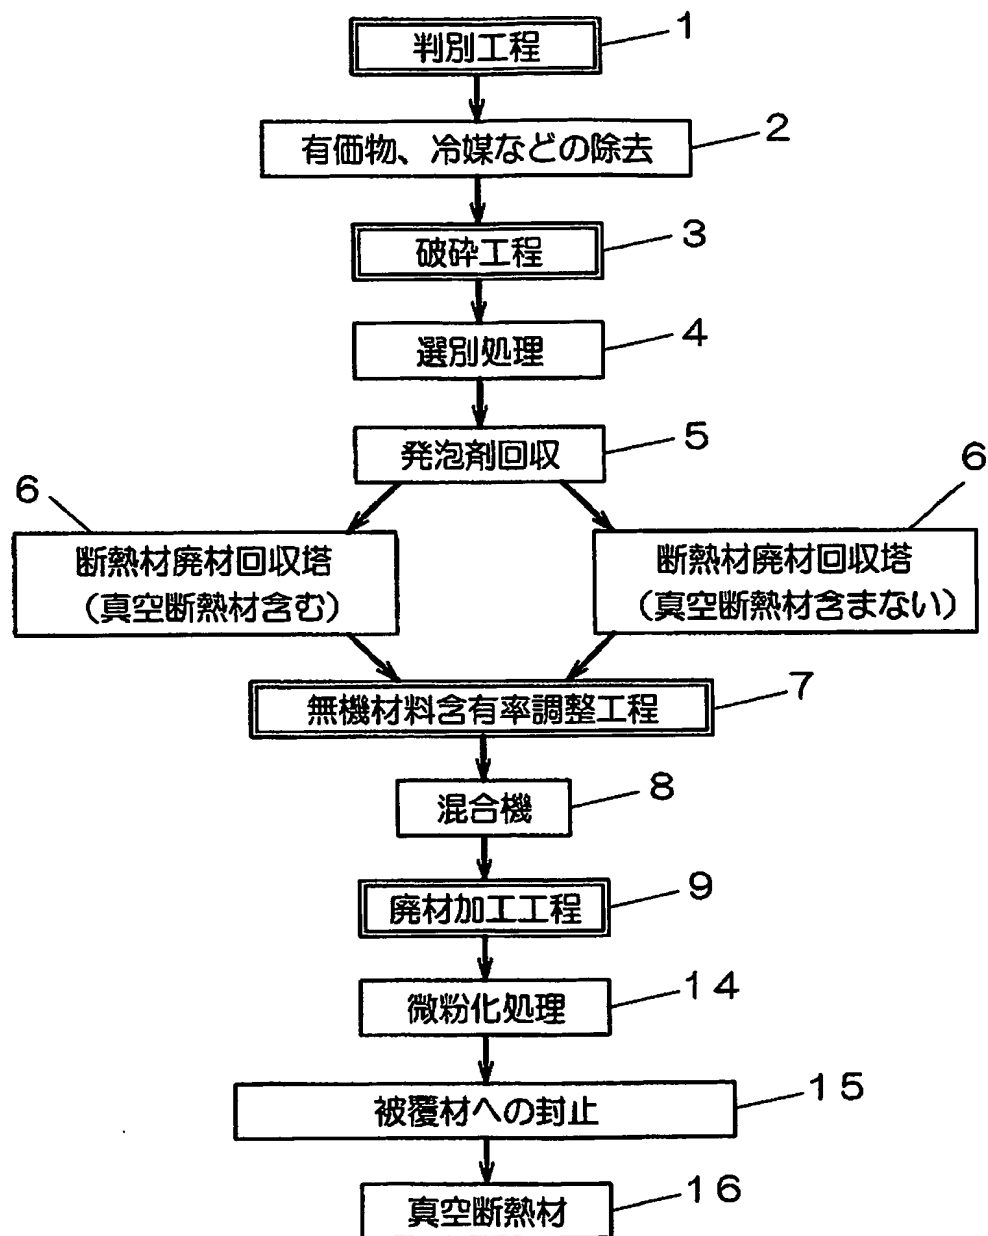 判別工程
1
有価物、冷媒などの除去
2
破砕工程
3
選別処理
4
発泡剤回収
5
6
断熱材廃材回収塔
（真空断熱材含む）
6
断熱材廃材回収塔
（真空断熱材含まない）
無機材料含有率調整工程
7
混合機
8
廃材加工工程
9
微粉化処理
14
被覆材への封止
15
真空断熱材
16